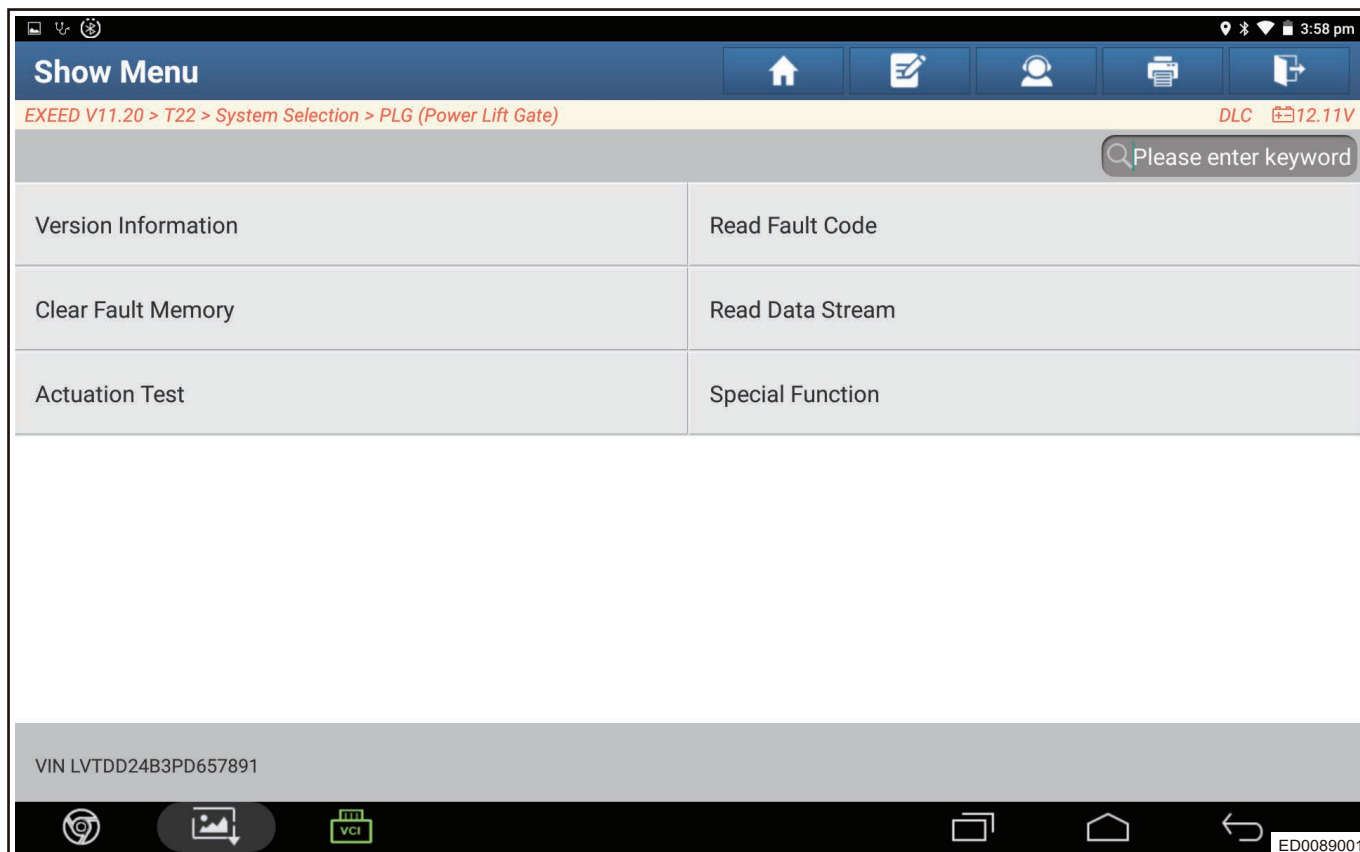 3:58 pm
Show Menu
EXEED V11.20 > T22 > System Selection > PLG (Power Lift Gate)
DLC 12.11V
Please enter keyword
Version Information
Read Fault Code
Clear Fault Memory
Read Data Stream
Actuation Test
Special Function
VIN LVTDD24B3PD657891
VCI
ED0089001